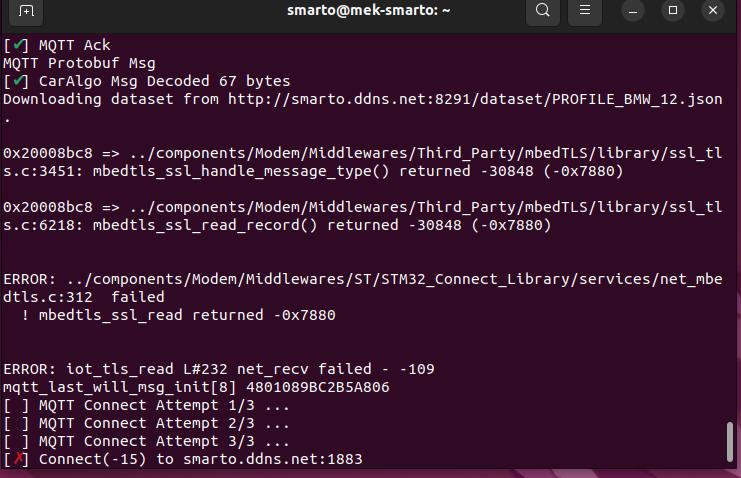 smarto@mek-smarto: ~
[✔] MQTT Ack
MQTT Protobuf Msg
[✔] CarAlgo Msg Decoded 67 bytes
Downloading dataset from http://smarto.ddns.net:8291/dataset/PROFILE_BMW_12.json
.
0x20008bc8 => ../components/Modem/Middlewares/Third_Party/mbedTLS/library/ssl_tl
s.c:3451: mbedtls_ssl_handle_message_type() returned -30848 (-0x7880)
0x20008bc8 => ../components/Modem/Middlewares/Third_Party/mbedTLS/library/ssl_tl
s.c:6218: mbedtls_ssl_read_record() returned -30848 (-0x7880)
ERROR: ../components/Modem/Middlewares/ST/STM32_Connect_Library/services/net_mbe
dtls.c:312  failed
  ! mbedtls_ssl_read returned -0x7880
ERROR: iot_tls_read L#232 net_recv failed - -109
mqtt_last_will_msg_init[8] 4801089BC2B5A806
[ ] MQTT Connect Attempt 1/3 ...
[ ] MQTT Connect Attempt 2/3 ...
[ ] MQTT Connect Attempt 3/3 ...
[✗] Connect(-15) to smarto.ddns.net:1883